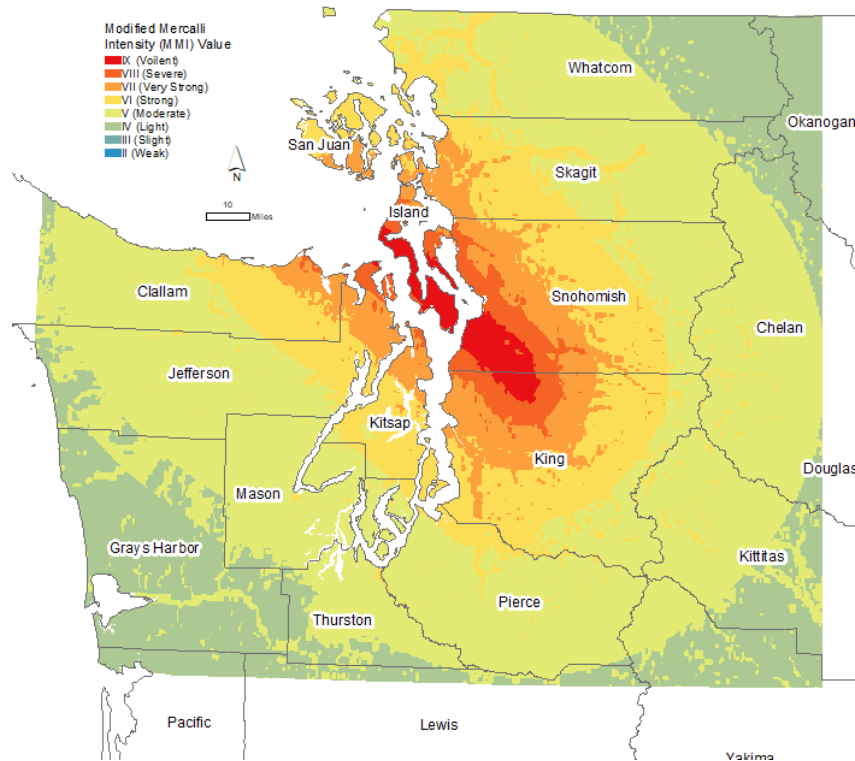 Modified Mercalli
Intensity (MMI) Value
IX (Voilent)
VIII (Severe)
VII (Very Strong)
VI (Strong)
V (Moderate)
IV (Light)
III (Slight)
II (Weak)
N
10
Miles
Whatcom
Okanogan
San Juan
Skagit
Island
Clallam
Snohomish
Chelan
Jefferson
Kitsap
King
Douglas
Mason
Grays Harbor
Kittitas
Pierce
Thurston
Pacific
Lewis
Yakima